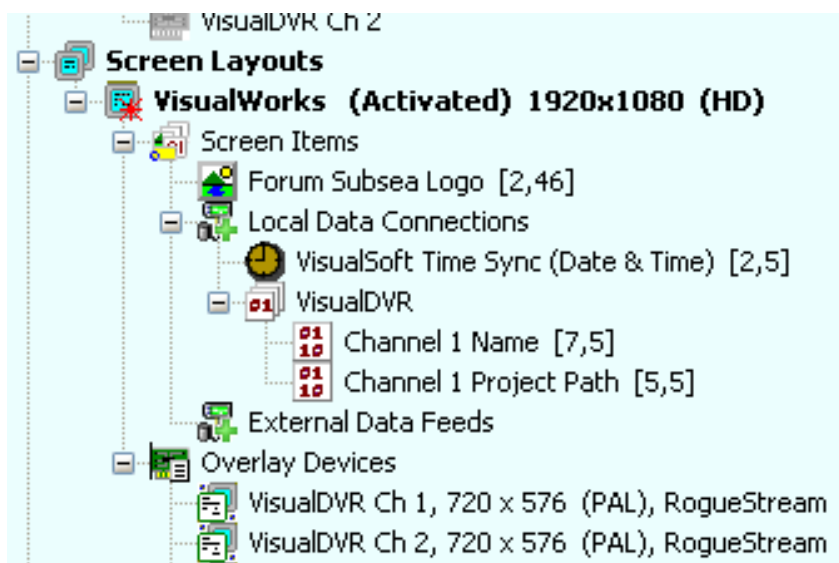 VisualDVR Ch 2
Screen Layouts
VisualWorks (Activated) 1920x1080 (HD)
Screen Items
Forum Subsea Logo [2,46]
Local Data Connections
VisualSoft Time Sync (Date & Time) [2,5]
VisualDVR
Channel 1 Name [7,5]
Channel 1 Project Path [5,5]
External Data Feeds
Overlay Devices
VisualDVR Ch 1, 720 x 576 (PAL), RogueStream
VisualDVR Ch 2, 720 x 576 (PAL), RogueStream